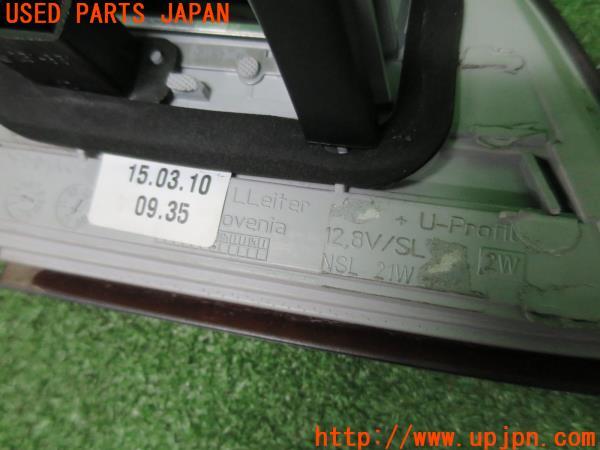 USED PARTS JAPAN
15.03.10
09.35
LLeiter
ovenia
+ U-Profil
12,8V/SL
2W
NSL 21W
UPJ
http://www.upjpn.com